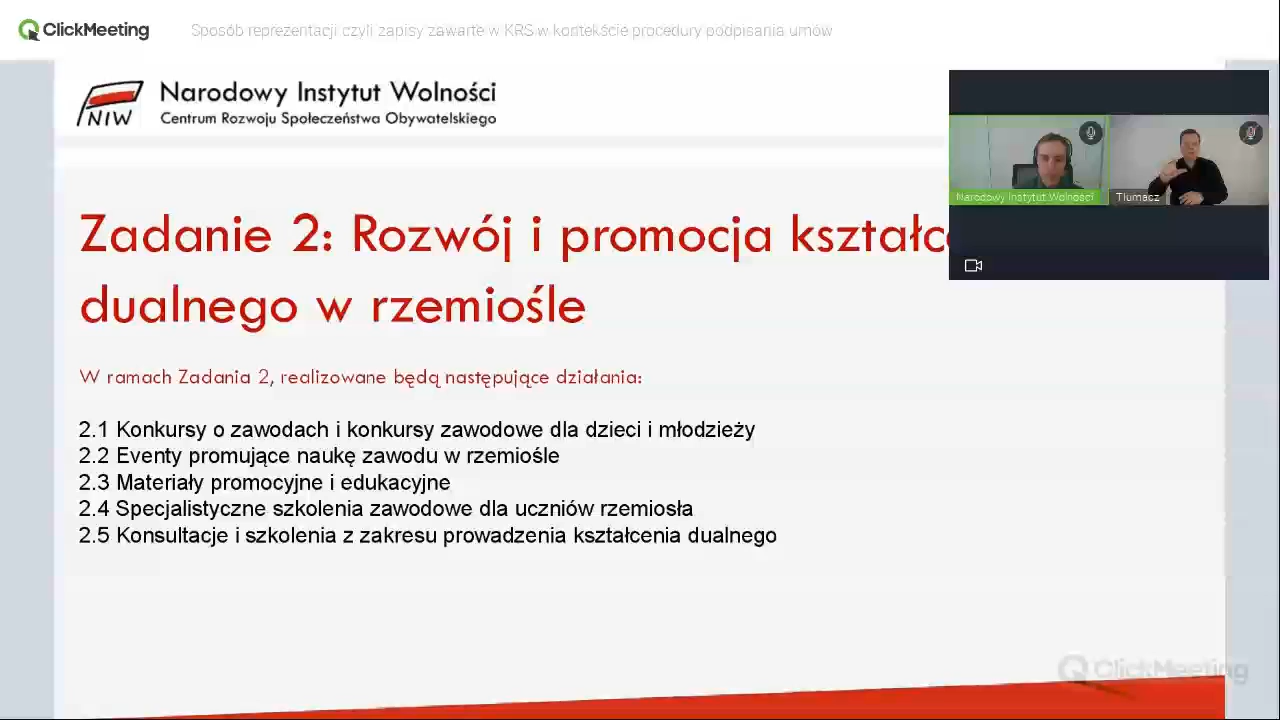 ClickMeeting
Sposób reprezentacji czyli zapisy zawarte w KRS w kontekście procedury podpisania umów
NIW
Narodowy Instytut Wolności
Centrum Rozwoju Społeczeństwa Obywatelskiego
Narodowy Instytut Wolności
Tłumacz
Zadanie 2: Rozwój i promocja
dualnego w rzemiośle
W ramach Zadania 2, realizowane będą następujące działania:
2.1 Konkursy o zawodach i konkursy zawodowe dla dzieci i młodzieży
2.2 Eventy promujące naukę zawodu w rzemiośle
2.3 Materiały promocyjne i edukacyjne
2.4 Specjalistyczne szkolenia zawodowe dla uczniów rzemiosła
2.5 Konsultacje i szkolenia z zakresu prowadzenia kształcenia dualnego
ClickMeeting